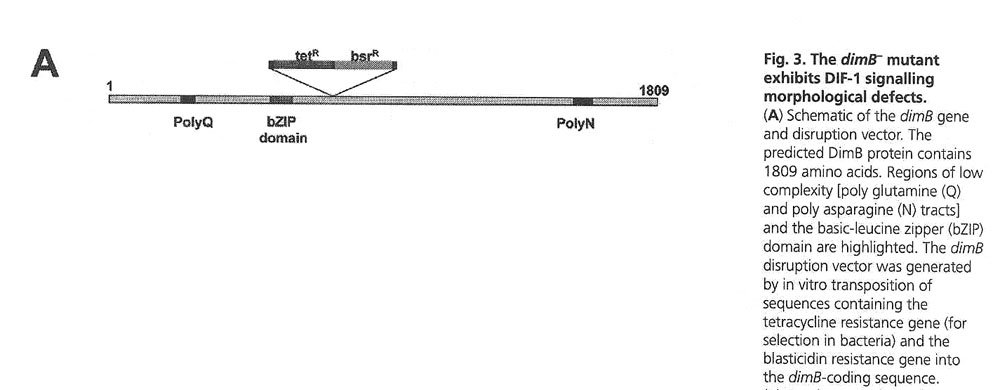 A
tetR bsrR
1
1809
PolyQ
bZIP
domain
PolyN
Fig. 3. The dimB– mutant
exhibits DIF-1 signalling
morphological defects.
(A) Schematic of the dimB gene
and disruption vector. The
predicted DimB protein contains
1809 amino acids. Regions of low
complexity [poly glutamine (Q)
and poly asparagine (N) tracts]
and the basic-leucine zipper (bZIP)
domain are highlighted. The dimB
disruption vector was generated
by in vitro transposition of
sequences containing the
tetracycline resistance gene (for
selection in bacteria) and the
blasticidin resistance gene into
the dimB-coding sequence.